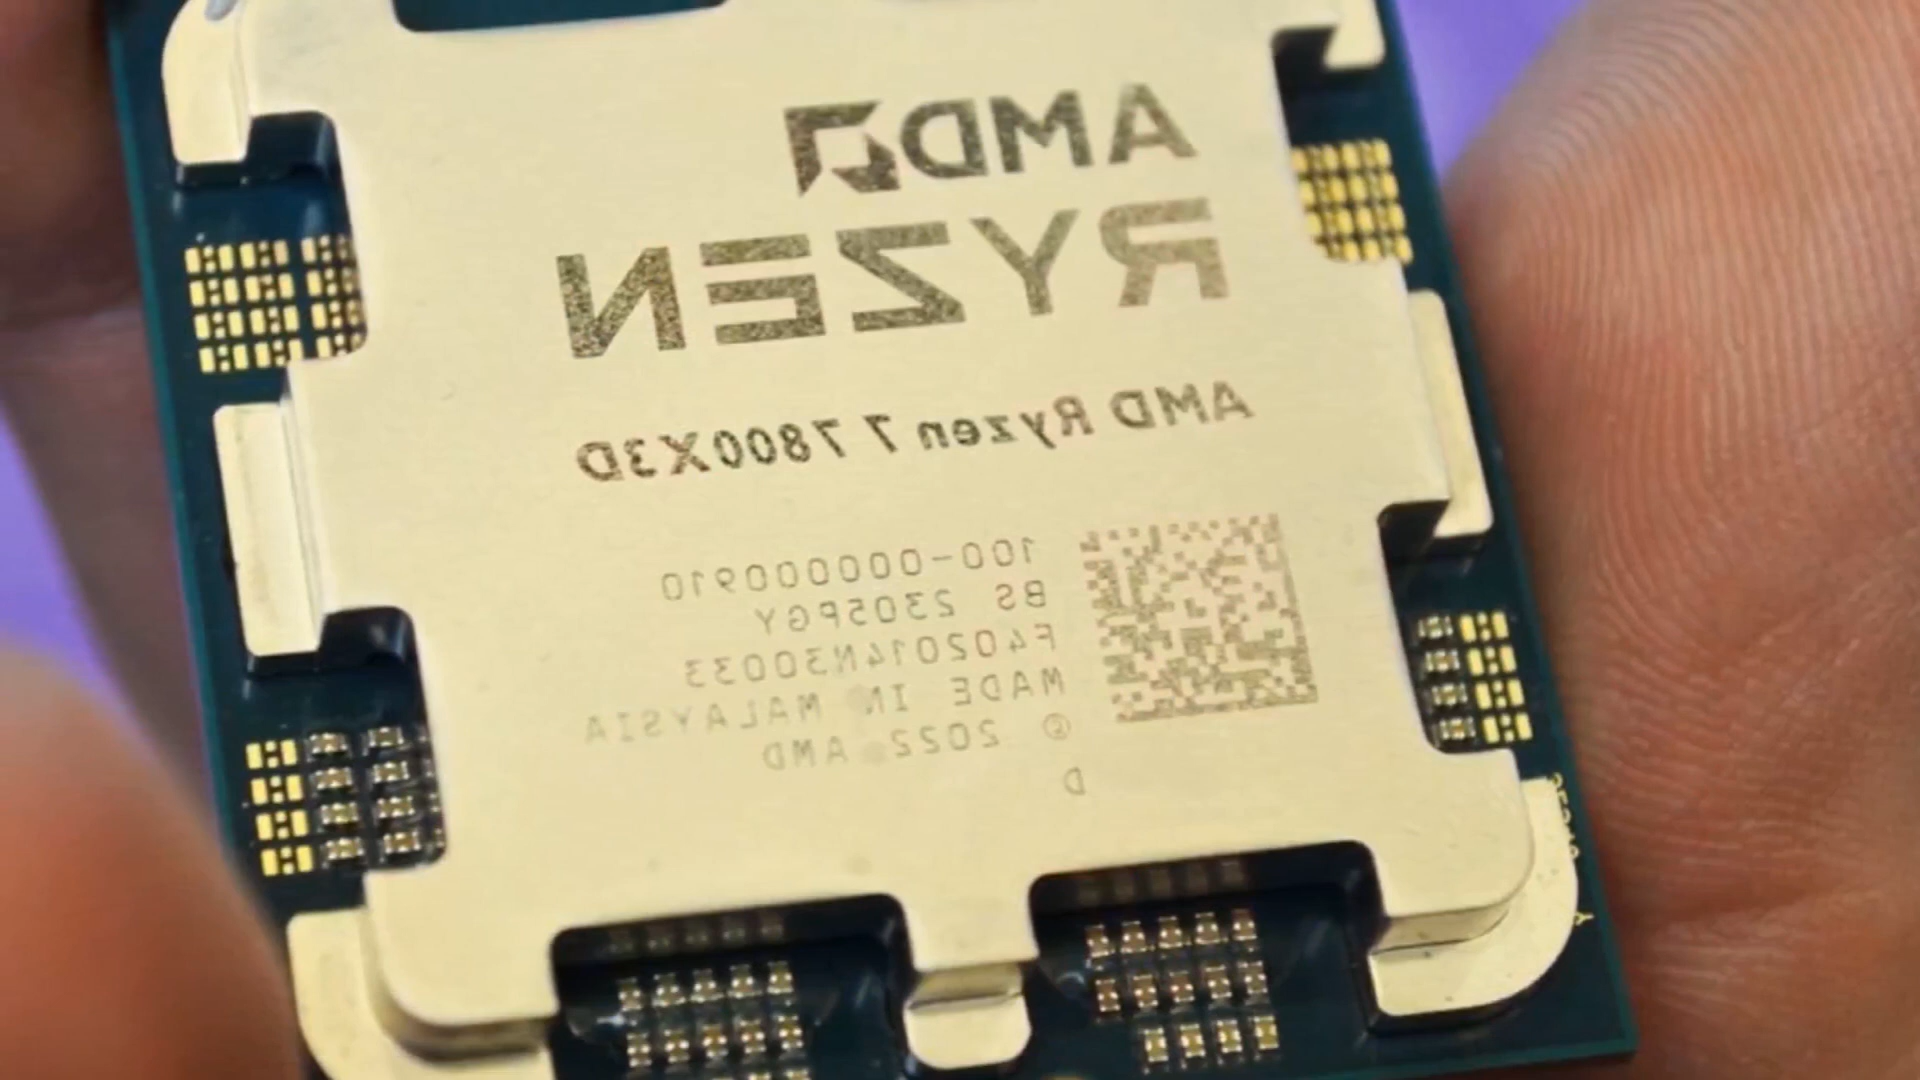 AMD
RYZEN
AMD Ryzen 7 7800X3D
100-000000910
BS 2305PGY
F402014N30033
MADE IN MALAYSIA
© 2022 AMD
D